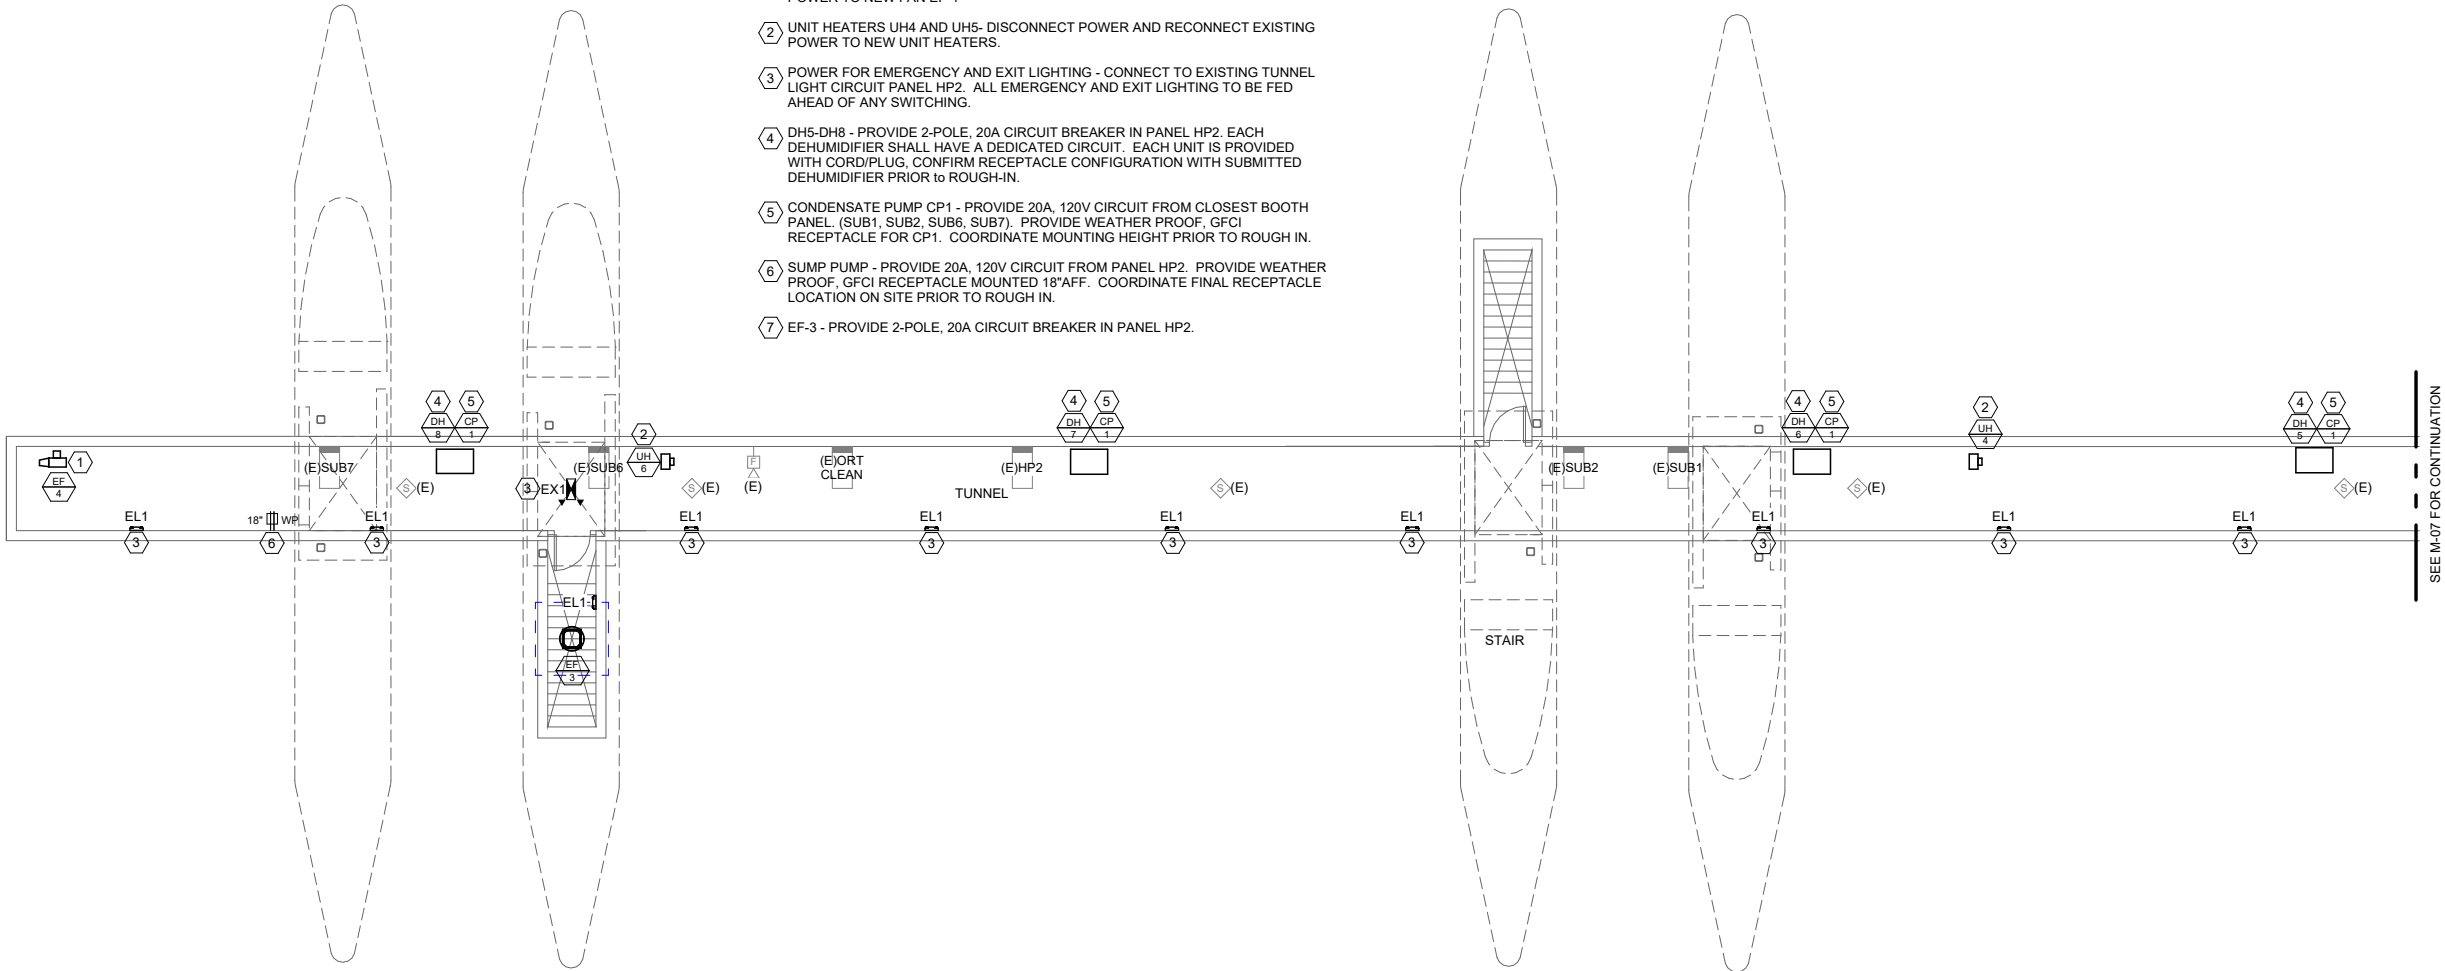 2 UNIT HEATERS UH4 AND UH5- DISCONNECT POWER AND RECONNECT EXISTING
POWER TO NEW UNIT HEATERS.
3 POWER FOR EMERGENCY AND EXIT LIGHTING - CONNECT TO EXISTING TUNNEL
LIGHT CIRCUIT PANEL HP2. ALL EMERGENCY AND EXIT LIGHTING TO BE FED
AHEAD OF ANY SWITCHING.
4 DH5-DH8 - PROVIDE 2-POLE, 20A CIRCUIT BREAKER IN PANEL HP2. EACH
DEHUMIDIFIER SHALL HAVE A DEDICATED CIRCUIT. EACH UNIT IS PROVIDED
WITH CORD/PLUG, CONFIRM RECEPTACLE CONFIGURATION WITH SUBMITTED
DEHUMIDIFIER PRIOR to ROUGH-IN.
5 CONDENSATE PUMP CP1 - PROVIDE 20A, 120V CIRCUIT FROM CLOSEST BOOTH
PANEL. (SUB1, SUB2, SUB6, SUB7). PROVIDE WEATHER PROOF, GFCI
RECEPTACLE FOR CP1. COORDINATE MOUNTING HEIGHT PRIOR TO ROUGH IN.
6 SUMP PUMP - PROVIDE 20A, 120V CIRCUIT FROM PANEL HP2. PROVIDE WEATHER
PROOF, GFCI RECEPTACLE MOUNTED 18"AFF. COORDINATE FINAL RECEPTACLE
LOCATION ON SITE PRIOR TO ROUGH IN.
7 EF-3 - PROVIDE 2-POLE, 20A CIRCUIT BREAKER IN PANEL HP2.
4 5
DH CP
8 1
4 5
DH CP
7 1
4 5
DH CP
6 1
2
UH
4
4 5
DH CP
5 1
2
UH
6
1
EF
4
(E)SUB7
S (E)
3 EX1
(E)SUB6
S (E)
F
(E)
(E)ORT
CLEAN
(E)HP2
TUNNEL
S (E)
(E)SUB2
(E)SUB1
S (E)
S (E)
EL1
3
18" WP
6
EL1
3
EL1
3
EL1
3
EL1
3
EL1
3
EL1
3
EL1
3
EL1
3
EL1
EF
3
STAIR
SEE M-07 FOR CONTINUATION